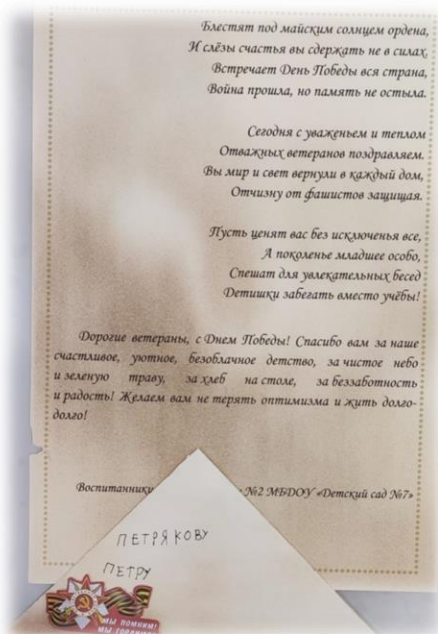 Блестят под майским солнцем ордена,
И слёзы счастья вы сдержать не в силах,
Встречает День Победы вся страна,
Война прошла, но память не остыла.
Сегодня с уваженьем и теплом
Отважных ветеранов поздравляем.
Вы мир и свет вернули в каждый дом,
Отчизну от фашистов защищая.
Пусть ценят вас без исключенья все,
А поколенье младшее особо,
Спешат для увлекательных бесед
Детишки забегать вместо учёбы!
Дорогие ветераны, с Днем Победы! Спасибо вам за наше
счастливое, уютное, безоблачное детство, за чистое небо
и зеленую траву, за хлеб на столе, за беззаботность
и радость! Желаем вам не терять оптимизма и жить долго-
долго!
Воспитанники №2 МБДОУ «Детский сад №7»
ПЕТРЯКОВУ
ПЕТРУ
МЫ ПОМНИМ!
МЫ ГОРДИМСЯ!